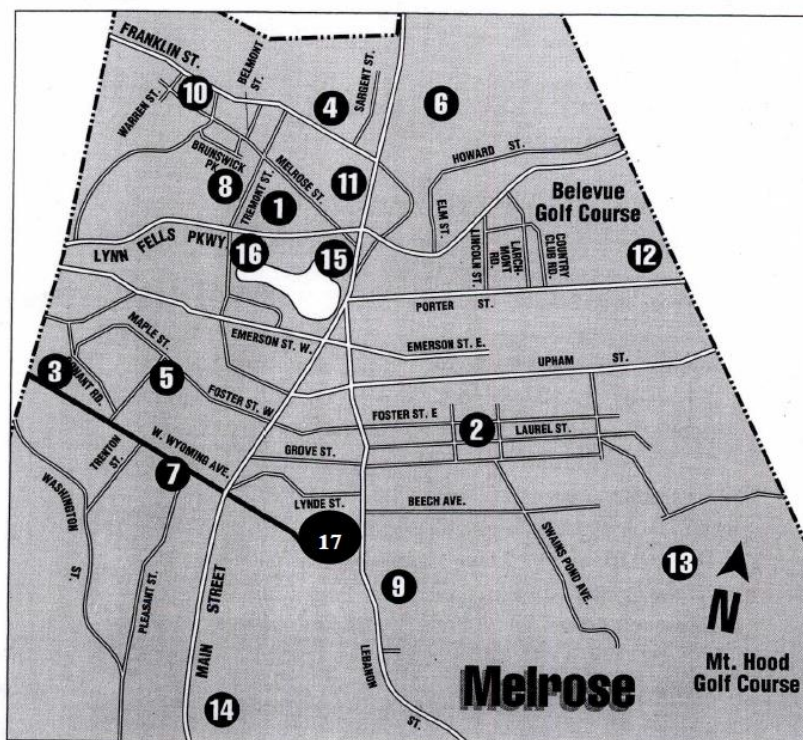 FRANKLIN ST.
BELMONT ST.
SARGENT ST.
WARREN ST.
10
4
6
BRUNSWICK PK
MELROSE ST.
TREMONT ST.
8
1
11
HOWARD ST.
ELM ST.
Belevue
Golf Course
LYNN FELLS PKWY
16
15
LINCOLN ST.
LARCH-
MONT
RD.
COUNTRY
CLUB RD.
12
PORTER ST.
EMERSON ST. W.
EMERSON ST. E.
UPHAM ST.
MAPLE ST.
3
RD.
5
FOSTER ST. W
FOSTER ST. E
2
LAUREL ST.
TRENTON
ST.
W. WYOMING AVE.
GROVE ST.
7
WASHINGTON ST.
LYNDE ST.
BEECH AVE.
17
SWAINS POND AVE.
PLEASANT ST.
MAIN STREET
9
13
N
LEBANON ST.
Melrose
Mt. Hood
Golf Course
14